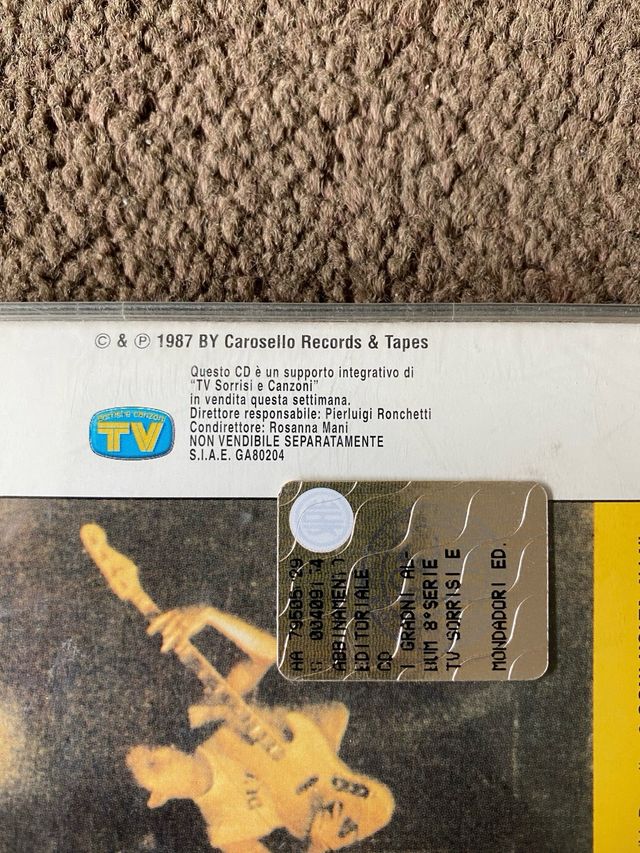 © & ℗ 1987 BY Carosello Records & Tapes
Questo CD è un supporto integrativo di
"TV Sorrisi e Canzoni"
in vendita questa settimana.
Direttore responsabile: Pierluigi Ronchetti
Condirettore: Rosanna Mani
NON VENDIBILE SEPARATAMENTE
S.I.A.E. GA80204
sorrisi e canzoni
TV
EDITORIALE
CD
I GRADNI AL-
BUM 8°SERIE
TV SORRISI E
MONDADORI ED.